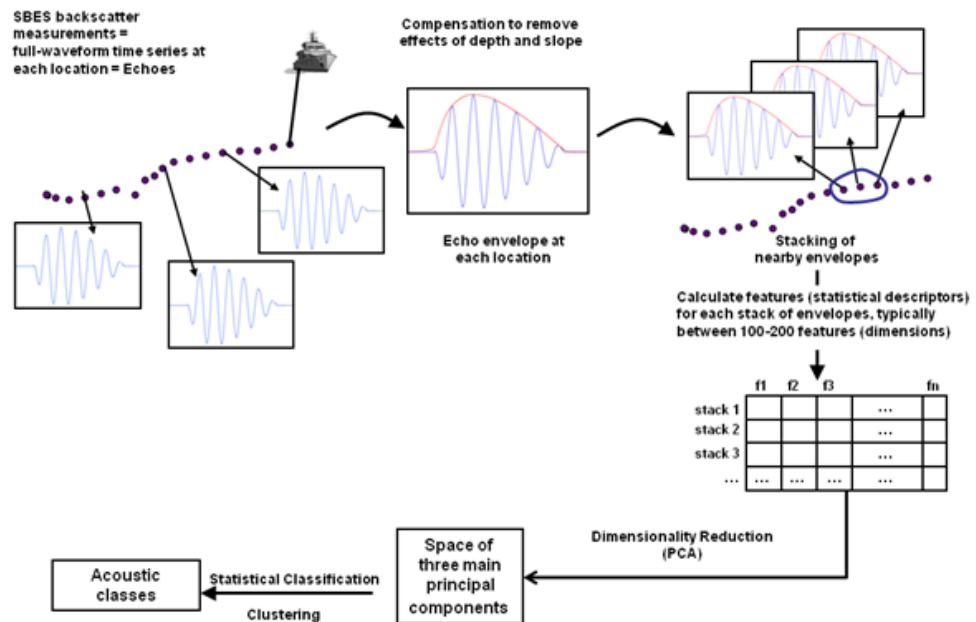 SBES backscatter
measurements =
full-waveform time series at
each location = Echoes
Compensation to remove
effects of depth and slope
Echo envelope at
each location
Stacking of
nearby envelopes
Calculate features (statistical descriptors)
for each stack of envelopes, typically
between 100-200 features (dimensions)
f1 f2 f3 fn
stack 1 ...
stack 2 ...
stack 3 ...
... ... ... ... ... ...
Dimensionality Reduction
(PCA)
Space of
three main
principal
components
Statistical Classification
Clustering
Acoustic
classes